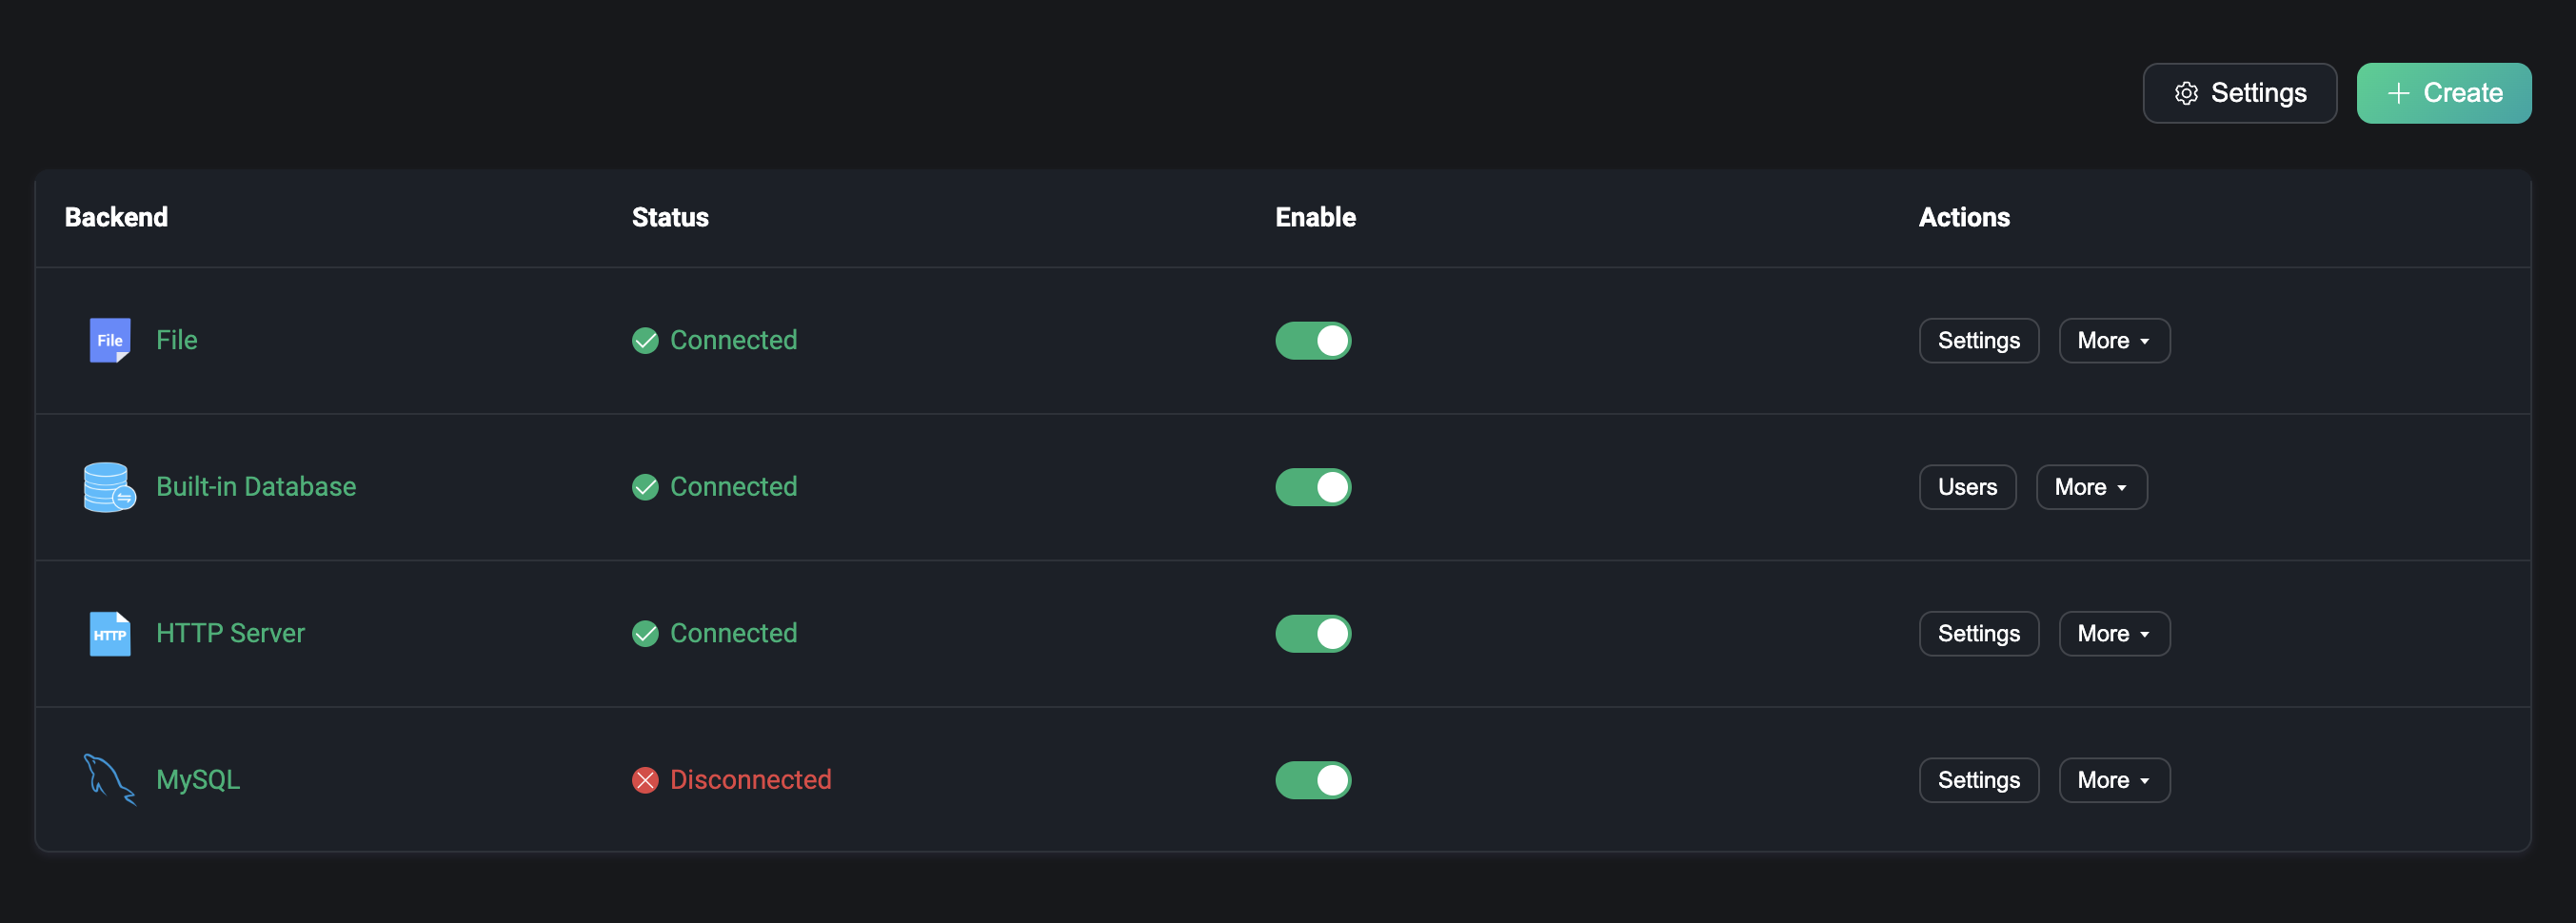 Settings + Create
Backend Status Enable Actions
File File Connected Settings More
Built-in Database Connected Users More
HTTP HTTP Server Connected Settings More
MySQL Disconnected Settings More